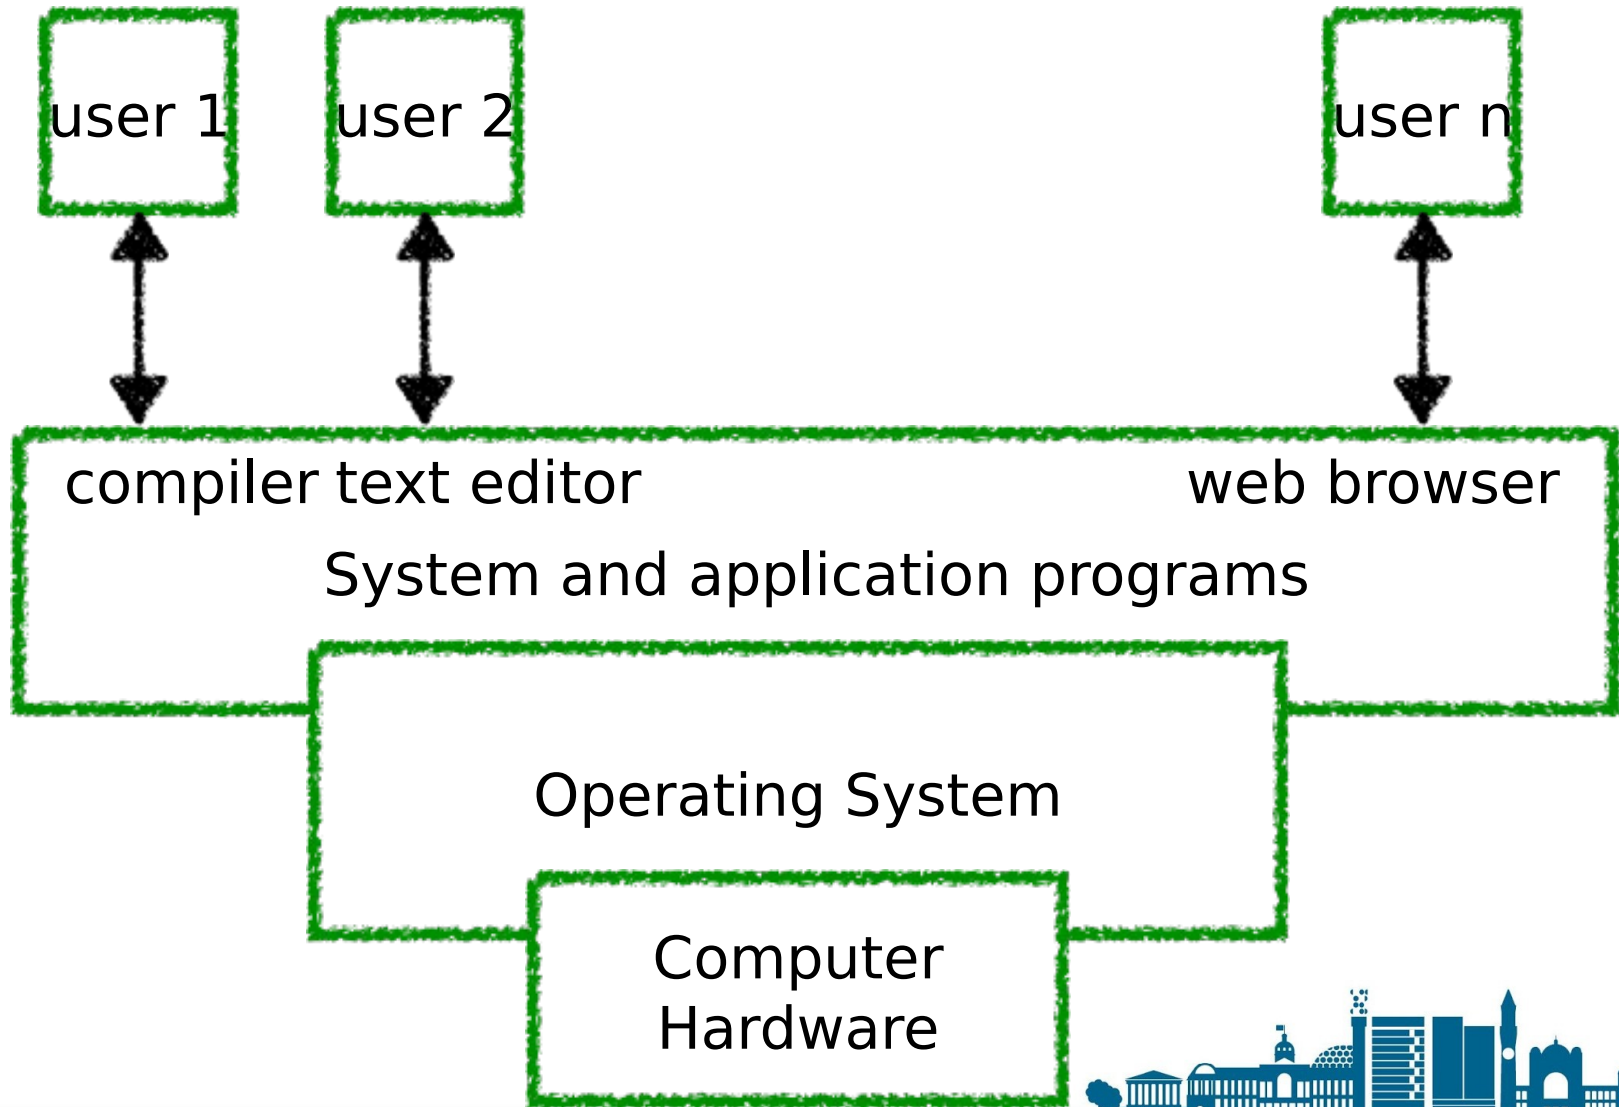 user 1
user 2
user n
compiler text editor
web browser
System and application programs
Operating System
Computer
Hardware